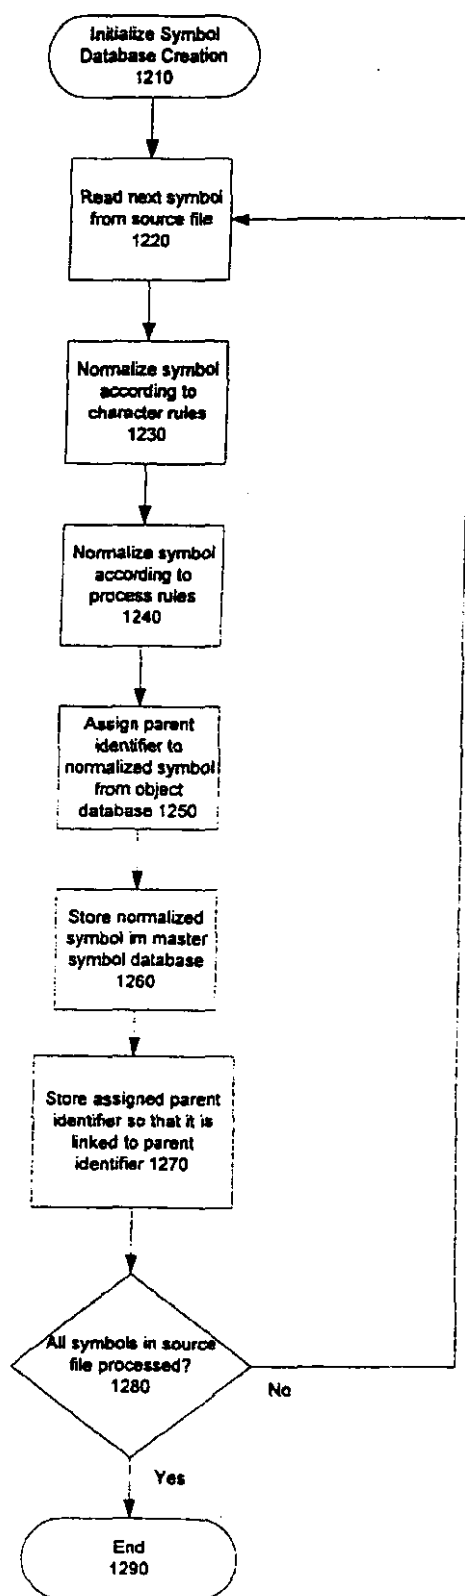 Initialize Symbol
Database Creation
1210
Read next symbol
from source file
1220
Normalize symbol
according to
character rules
1230
Normalize symbol
according to
process rules
1240
Assign parent
identifier to
normalized symbol
from object
database 1250
Store normalized
symbol im master
symbol database
1260
Store assigned parent
identifier so that it is
linked to parent
identifier 1270
All symbols in source
file processed?
1280
No
Yes
End
1290